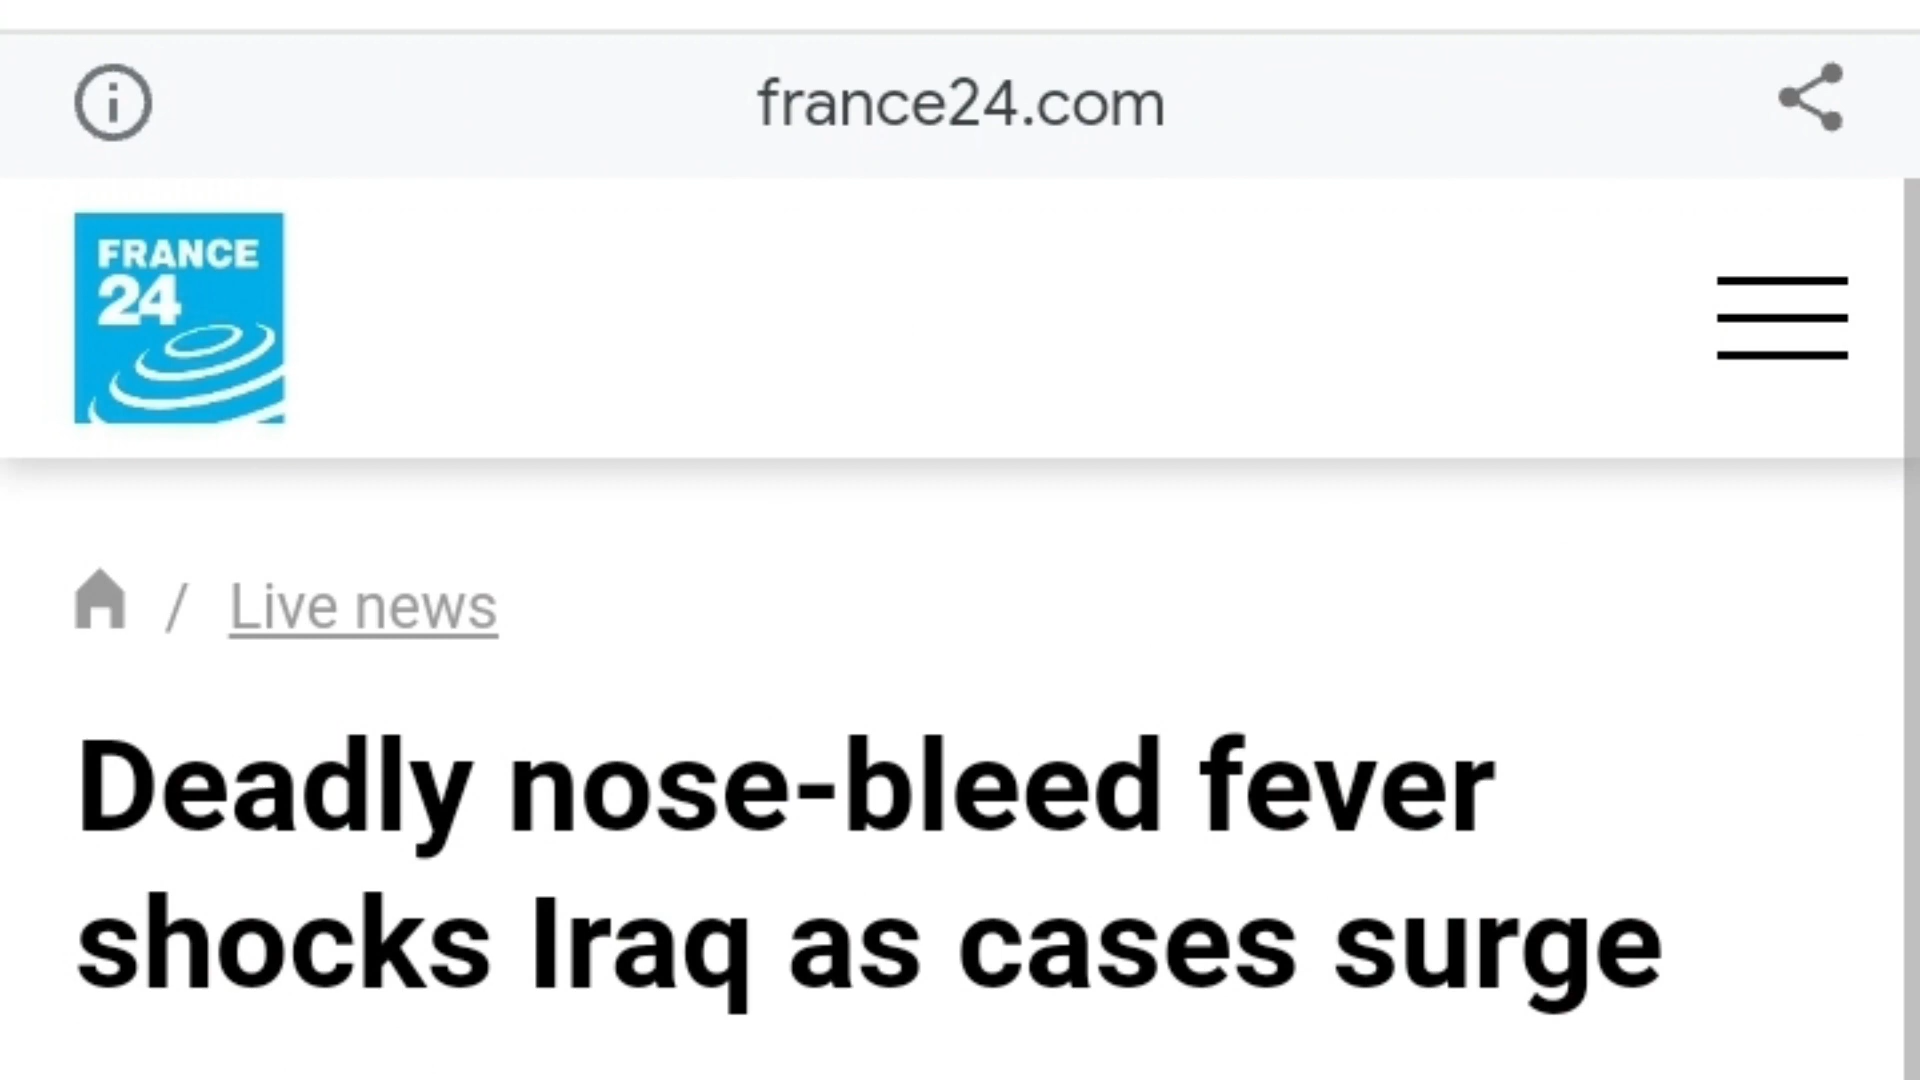 france24.com
FRANCE
24
/ Live news
Deadly nose-bleed fever
shocks Iraq as cases surge